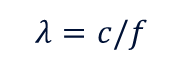 λ = c/f